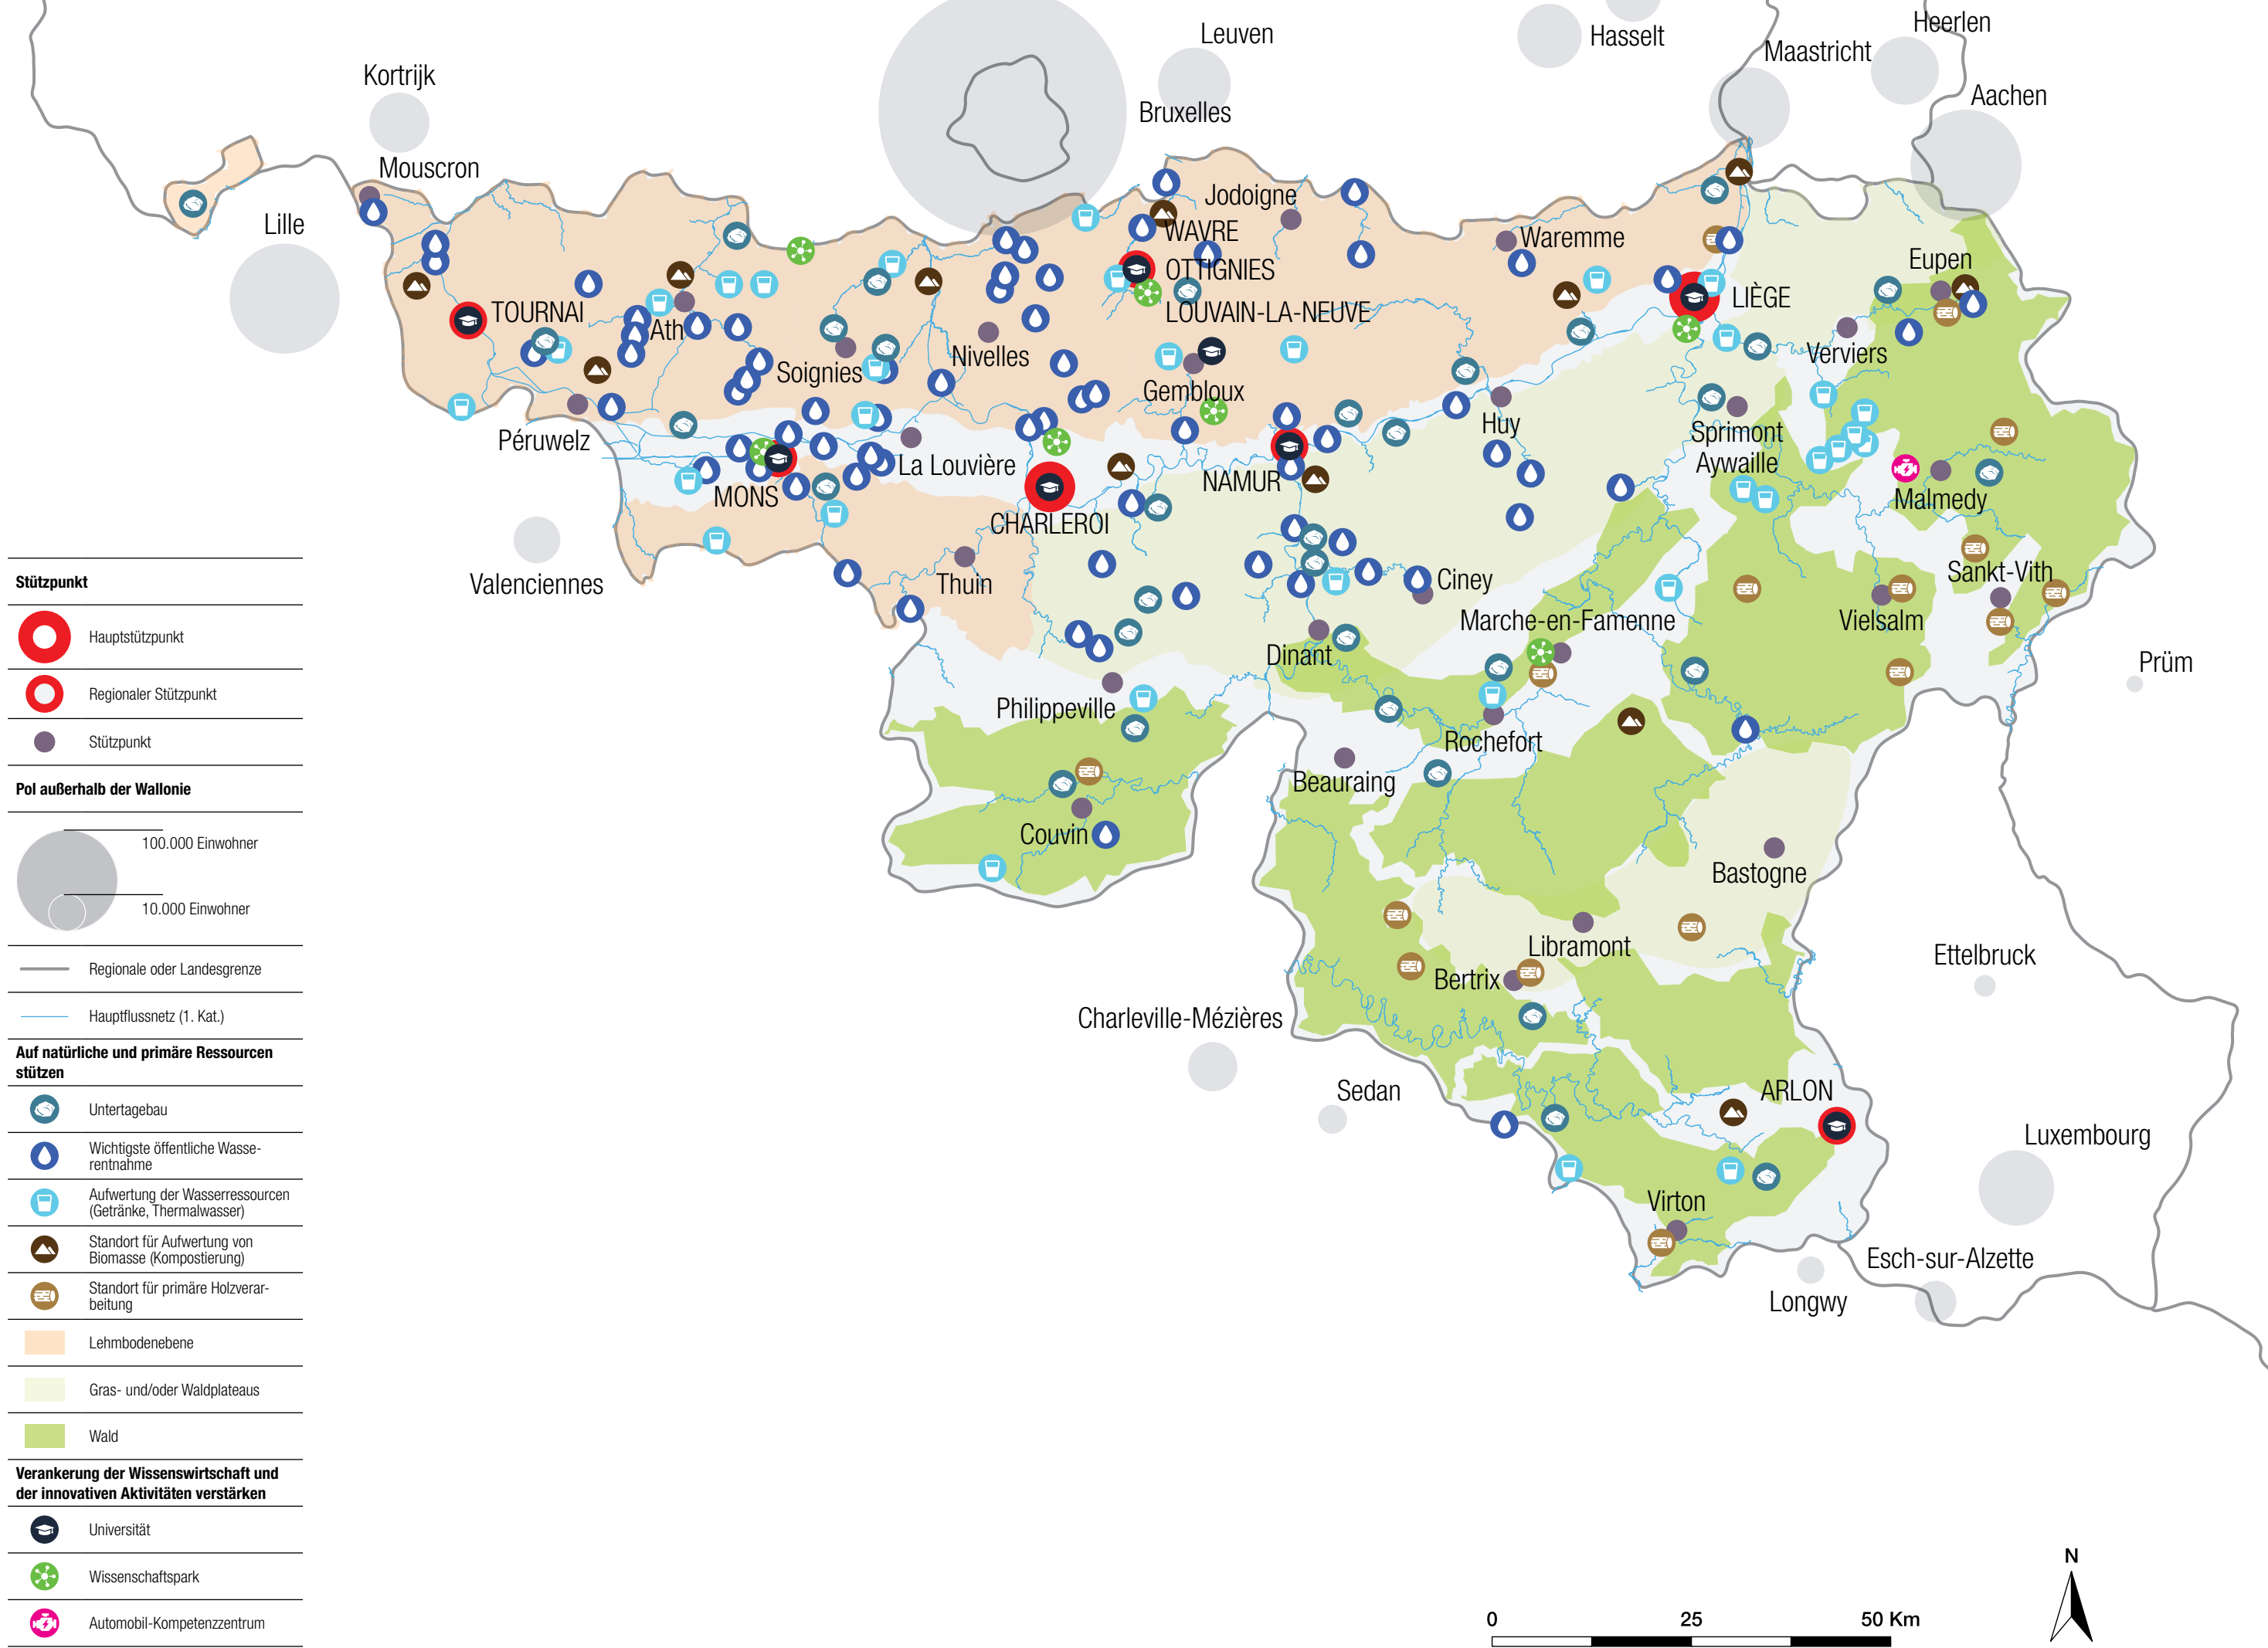 Leuven
Hasselt
Heerlen
Maastricht
Kortrijk
Aachen
Bruxelles
Mouscron
Jodoigne
Lille
WAVRE
Waremme
Eupen
OTTIGNIES
TOURNAI
LOUVAIN-LA-NEUVE
LIÈGE
Ath
Nivelles
Verviers
Soignies
Gembloux
Péruwelz
Huy
Sprimont
La Louvière
Aywaille
NAMUR
MONS
Malmedy
CHARLEROI
Valenciennes
Thuin
Ciney
Sankt-Vith
Marche-en-Famenne
Vielsalm
Dinant
Prüm
Philippeville
Rochefort
Beauraing
Couvin
Bastogne
Libramont
Ettelbruck
Bertrix
Charleville-Mézières
Sedan
ARLON
Luxembourg
Virton
Esch-sur-Alzette
Longwy
Stützpunkt
Hauptstützpunkt
Regionaler Stützpunkt
Stützpunkt
Pol außerhalb der Wallonie
100.000 Einwohner
10.000 Einwohner
Regionale oder Landesgrenze
Hauptflussnetz (1. Kat.)
Auf natürliche und primäre Ressourcen
stützen
Untertagebau
Wichtigste öffentliche Wasse-
rentnahme
Aufwertung der Wasserressourcen
(Getränke, Thermalwasser)
Standort für Aufwertung von
Biomasse (Kompostierung)
Standort für primäre Holzverar-
beitung
Lehmbodenebene
Gras- und/oder Waldplateaus
Wald
Verankerung der Wissenswirtschaft und
der innovativen Aktivitäten verstärken
Universität
Wissenschaftspark
Automobil-Kompetenzzentrum
N
0 25 50 Km